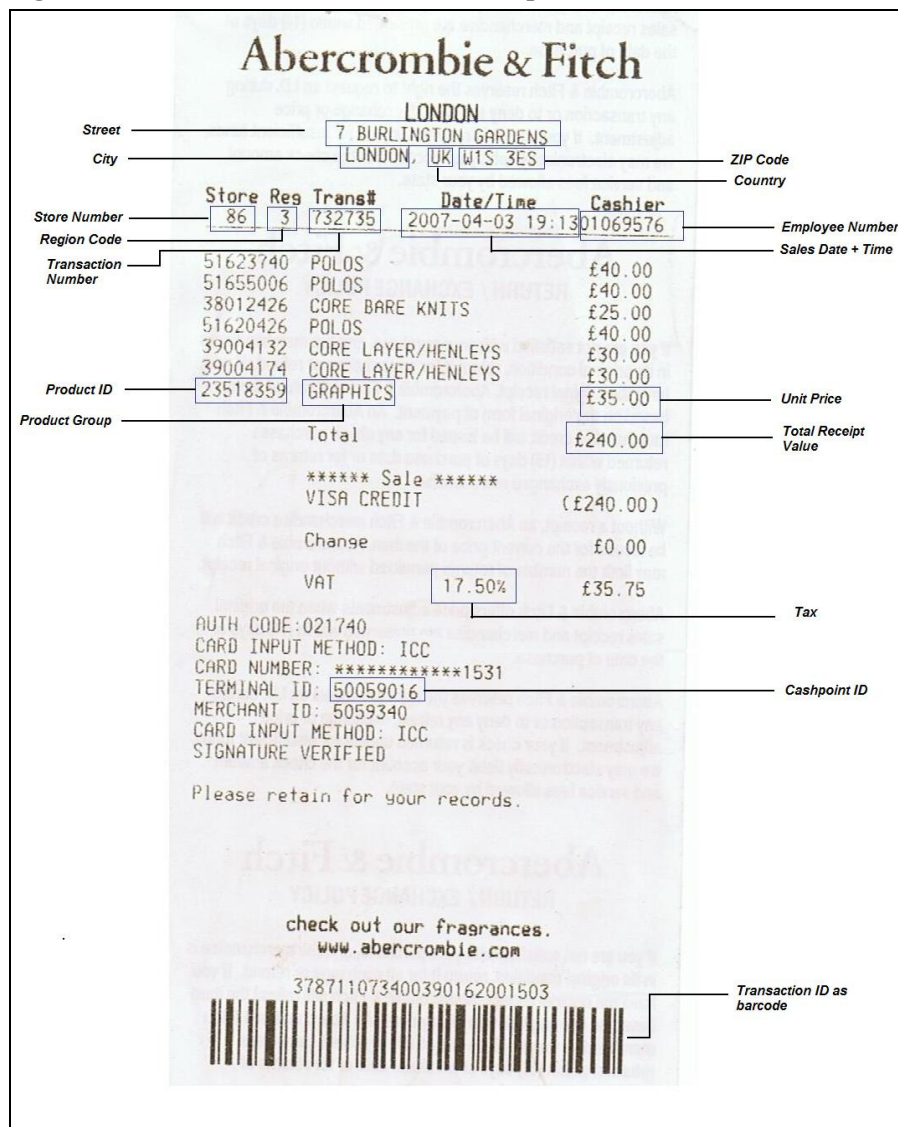 Abercrombie & Fitch
LONDON
Street
7 BURLINGTON GARDENS
City
LONDON, UK W1S 3ES
ZIP Code
Country
Store Reg Trans# Date/Time Cashier
Store Number
86 3 732735 2007-04-03 19:13 01069576
Employee Number
Region Code
Sales Date + Time
Transaction Number
51623740 POLOS £40.00
51655006 POLOS £40.00
38012426 CORE BARE KNITS £25.00
51620426 POLOS £40.00
39004132 CORE LAYER/HENLEYS £30.00
39004174 CORE LAYER/HENLEYS £30.00
Product ID
23518359 GRAPHICS £35.00
Unit Price
Product Group
Total £240.00
Total Receipt
Value
****** Sale ******
VISA CREDIT (£240.00)
Change £0.00
VAT 17.50% £35.75
Tax
AUTH CODE:021740
CARD INPUT METHOD: ICC
CARD NUMBER: ************1531
TERMINAL ID: 50059016
Cashpoint ID
MERCHANT ID: 5059340
CARD INPUT METHOD: ICC
SIGNATURE VERIFIED
Please retain for your records.
check out our fragrances.
www.abercrombie.com
378711073400390162001503
Transaction ID as
barcode